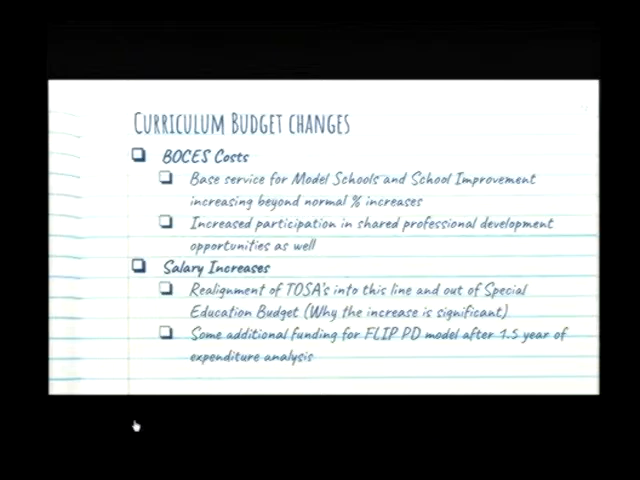 Curriculum Budget changes
BOCES Costs
Base service for Model Schools and School Improvement
increasing beyond normal % increases
Increased participation in shared professional development
opportunities as well
Salary Increases
Realignment of TOSA's into this line and out of Special
Education Budget (Why the increase is significant)
Some additional funding for FLIP PD model after 1.5 year of
expenditure analysis